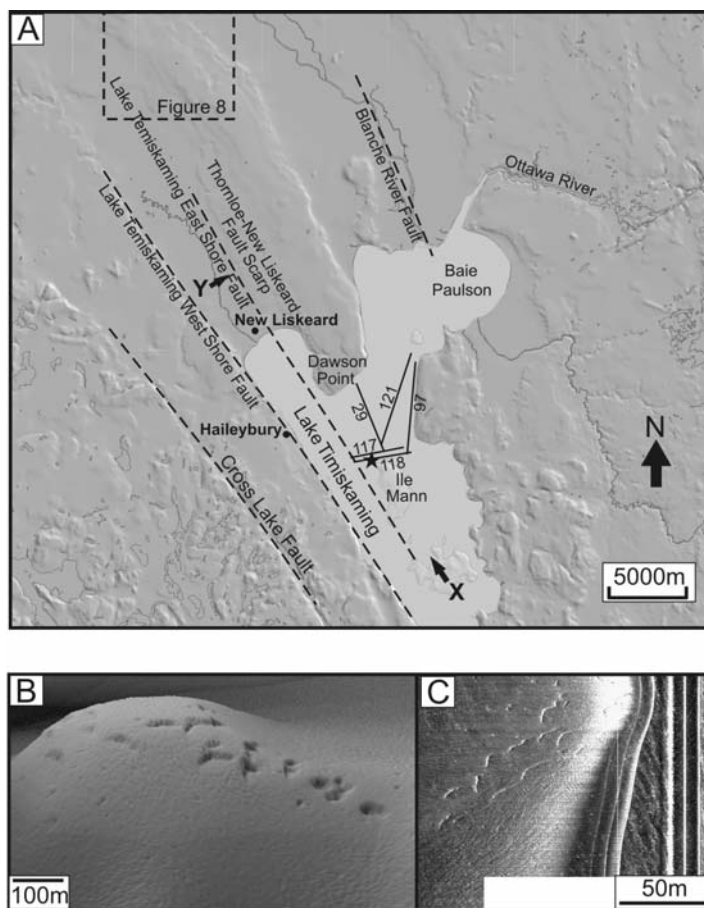 A
Figure 8
Lake Temiskaming East Shore Fault
Blanche River Fault
Ottawa River
Thornloe-New Liskeard
Fault Scarp
Lake Temiskaming West Shore Fault
Baie
Paulson
Y
New Liskeard
Dawson
Point
29
121
97
Haileybury
117
118
Lake Timiskaming
Ile
Mann
N
Cross Lake Fault
X
5000m
B
100m
C
50m